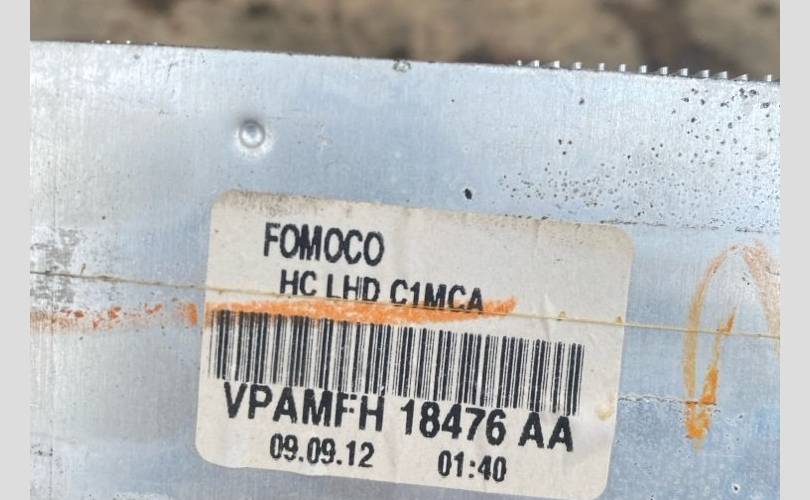 FOMOCO
HC LHD C1MCA
VPAMFH 18476 AA
09.09.12 01:40